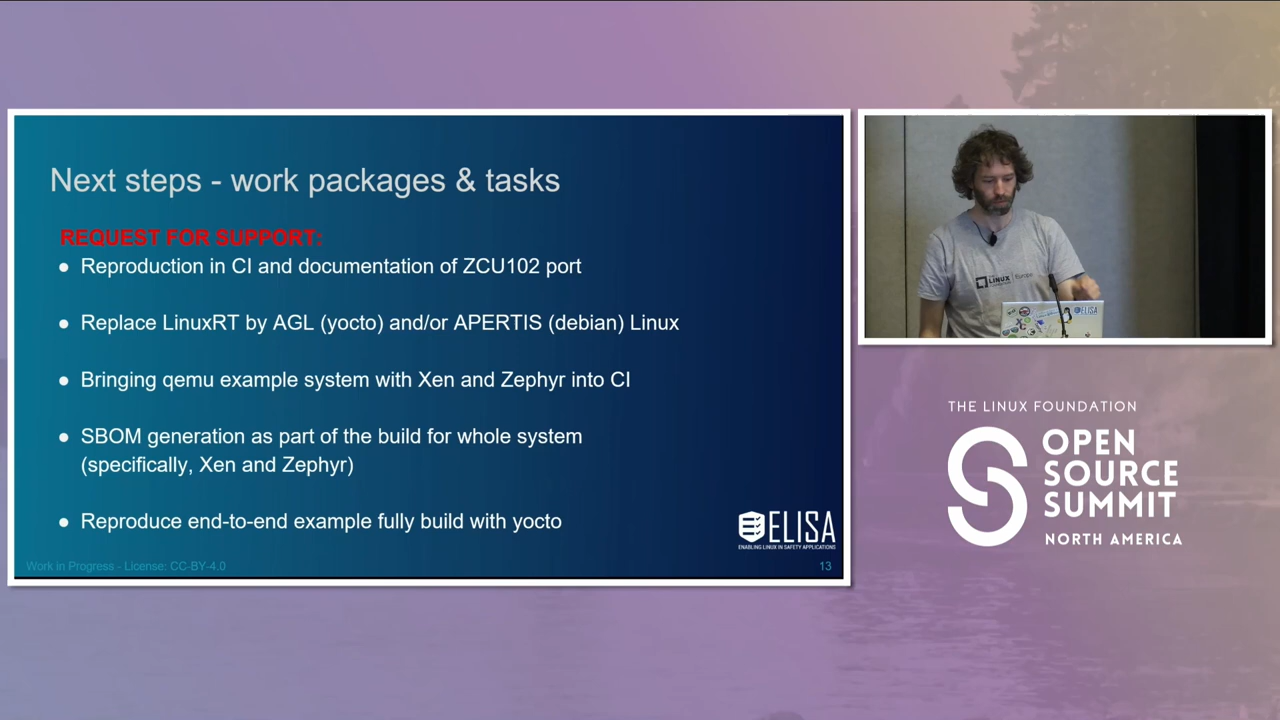 Next steps - work packages & tasks
REQUEST FOR SUPPORT:
● Reproduction in CI and documentation of ZCU102 port
● Replace LinuxRT by AGL (yocto) and/or APERTIS (debian) Linux
● Bringing qemu example system with Xen and Zephyr into CI
● SBOM generation as part of the build for whole system
(specifically, Xen and Zephyr)
● Reproduce end-to-end example fully build with yocto
ELISA
ENABLING LINUX IN SAFETY APPLICATIONS
Work in Progress - License: CC-BY-4.0
13
LINUX
Europe
ELISA
THE LINUX FOUNDATION
OPEN
SOURCE
SUMMIT
NORTH AMERICA